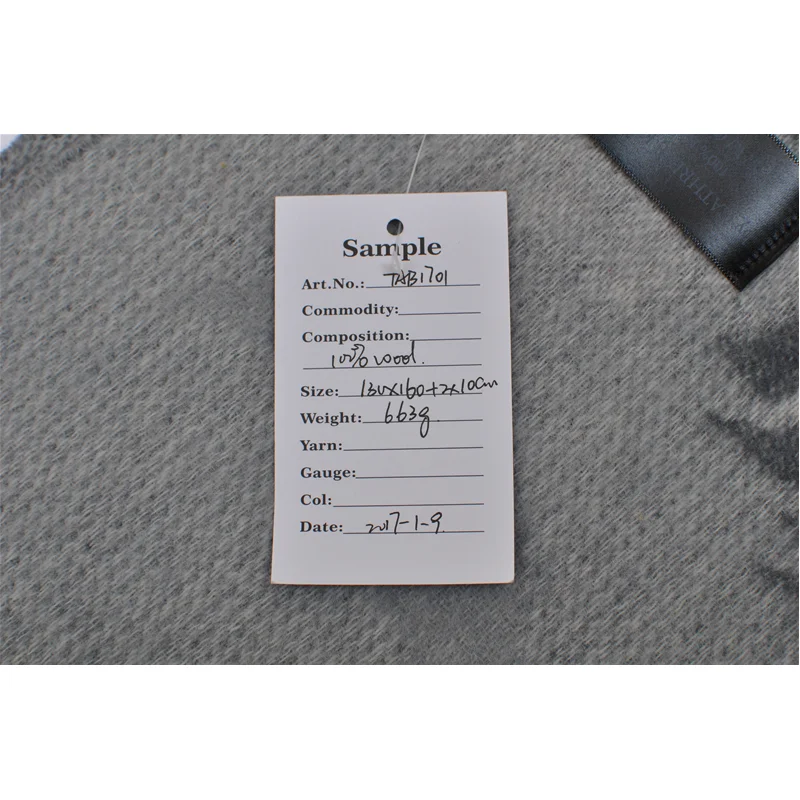 Sample
Art.No.: THB1701
Commodity:
Composition:
100% wool.
Size: 130x160+2x10cm
Weight: 663g
Yarn:
Gauge:
Col:
Date: 2017-1-9.